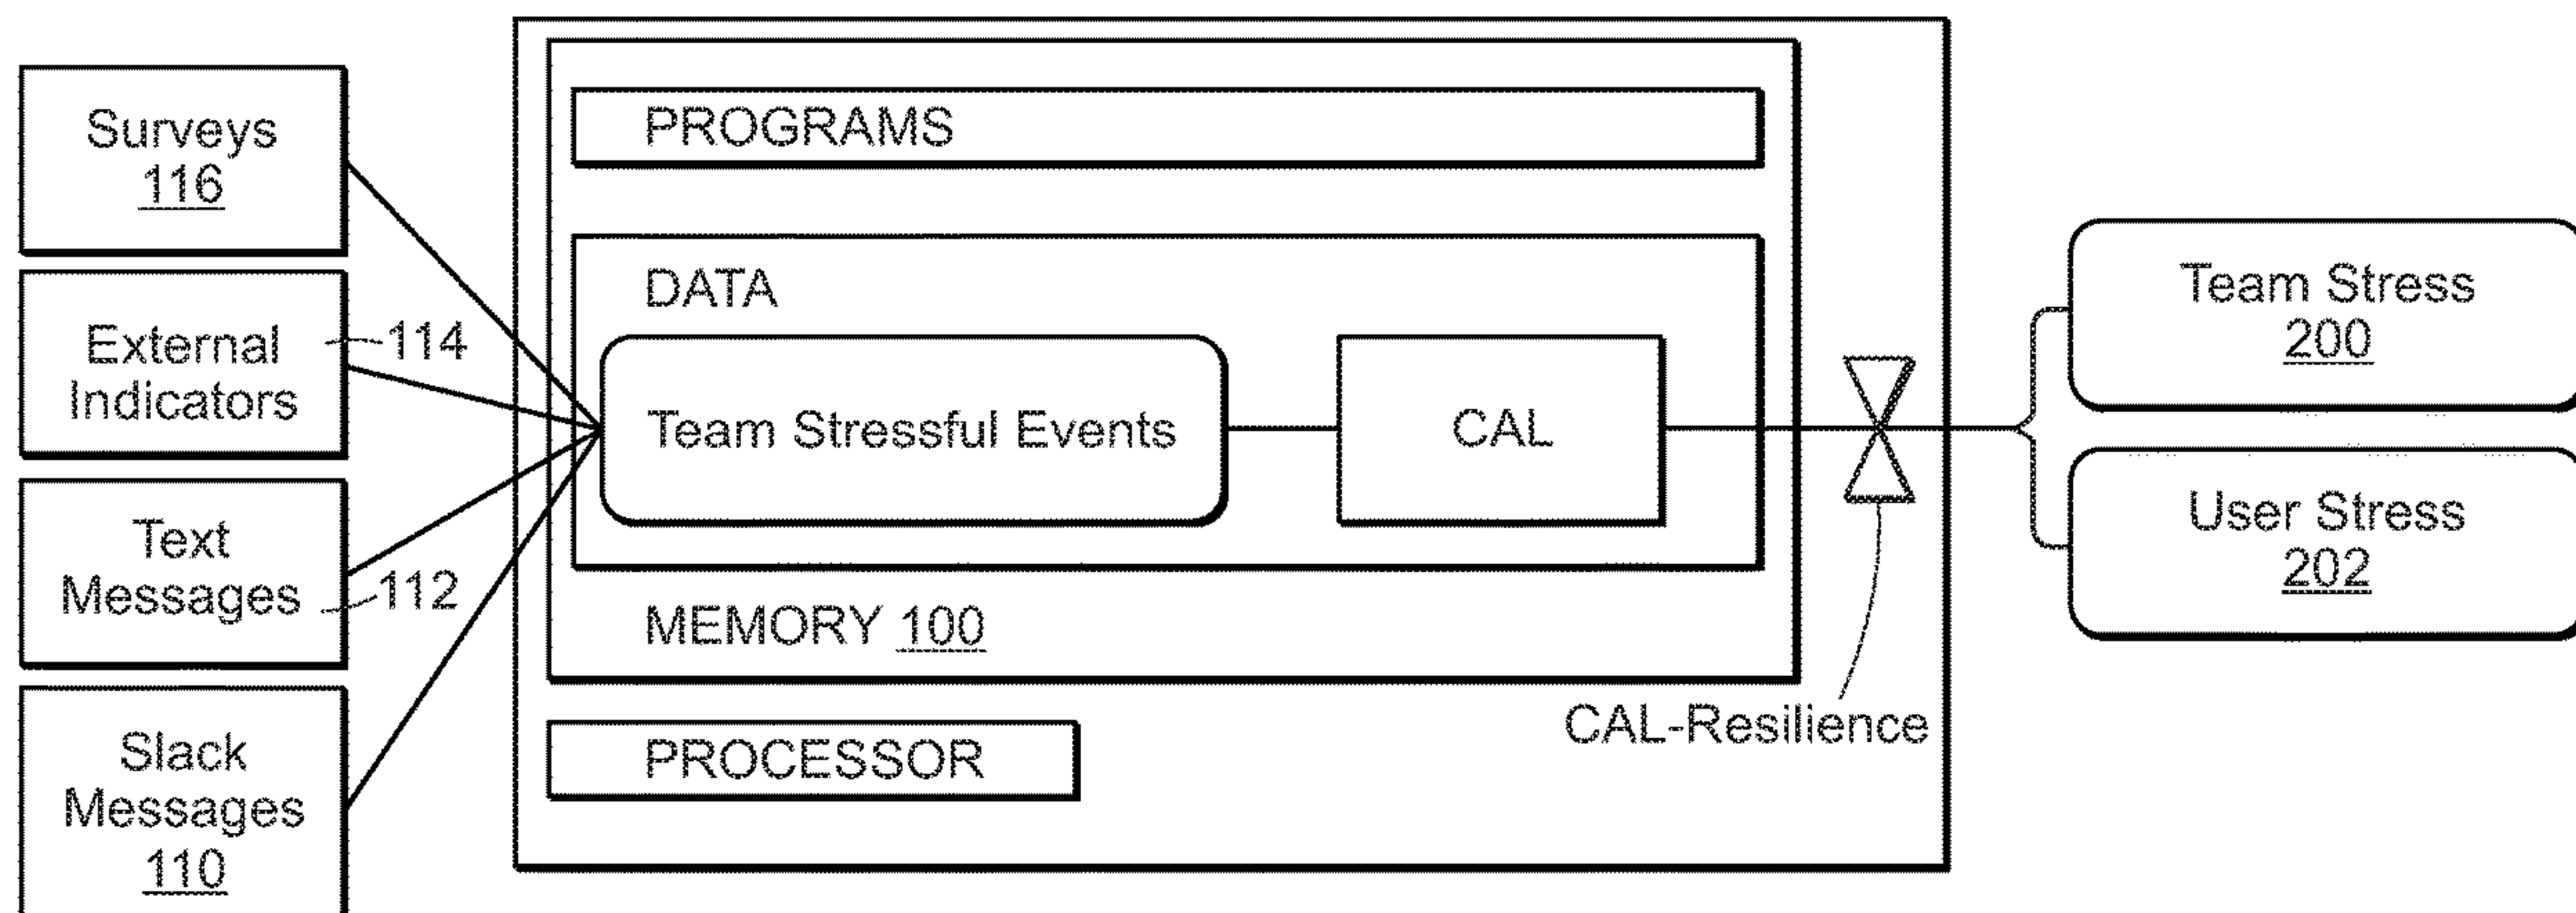 Surveys
116
External
Indicators
114
Text
Messages
112
Slack
Messages
110
PROGRAMS
DATA
Team Stressful Events
CAL
MEMORY 100
PROCESSOR
CAL-Resilience
Team Stress
200
User Stress
202